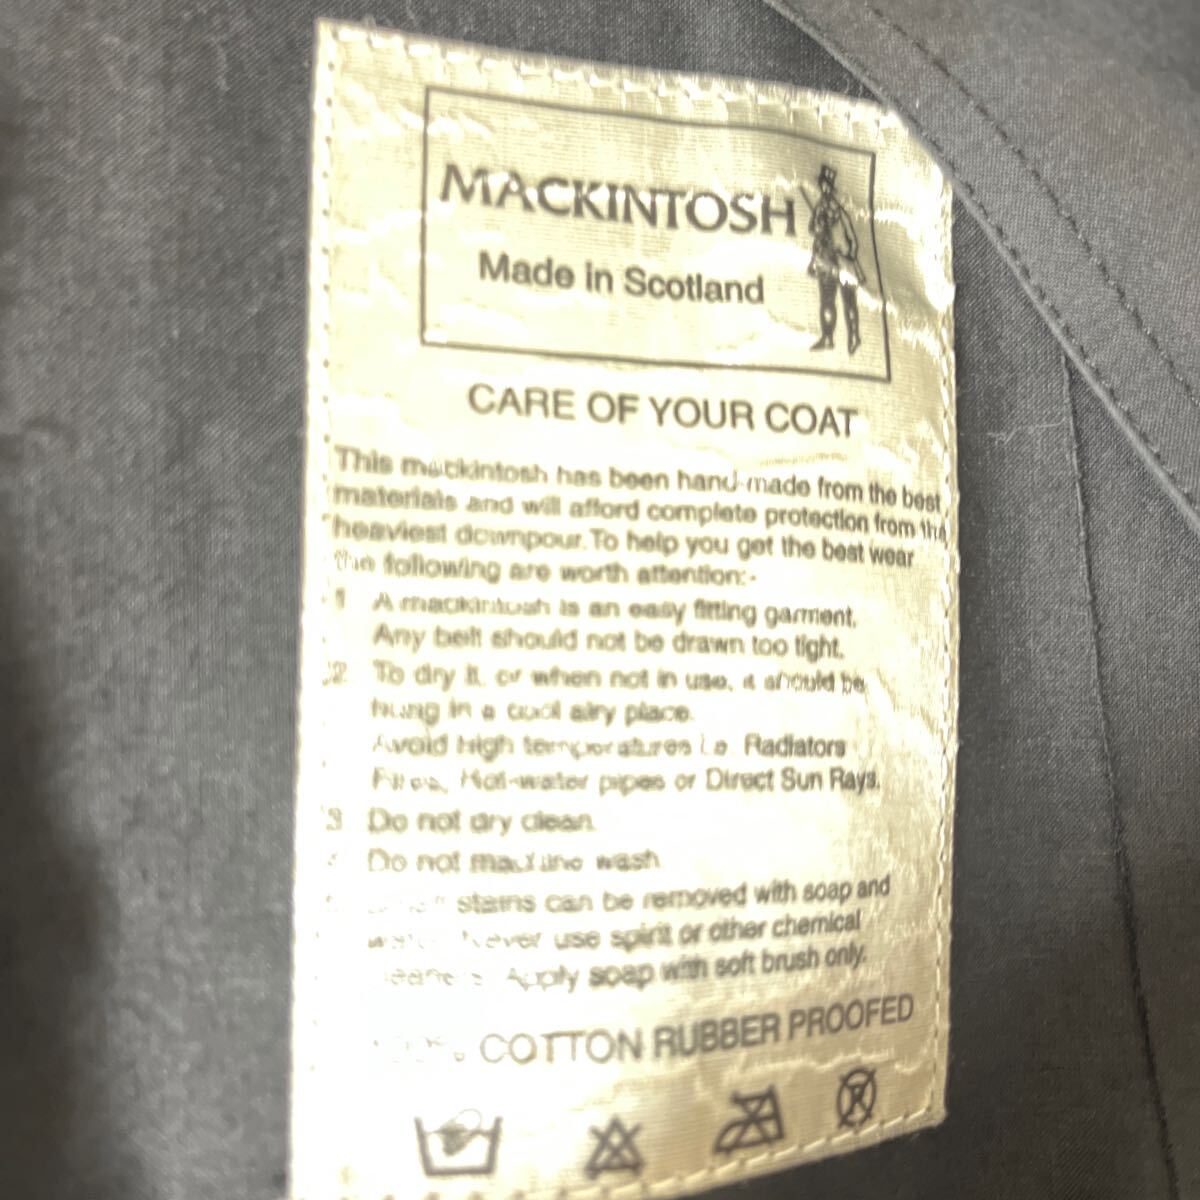 MACKINTOSH
Made in Scotland
CARE OF YOUR COAT
This mackintosh has been hand-made from the best
materials and will afford complete protection from the
heaviest downpour. To help you get the best wear
the following are worth attention:-
1 A mackintosh is an easy fitting garment.
Any belt should not be drawn too tight.
2 To dry it, or when not in use, it should be
hung in a cool airy place.
Avoid High temperatures i.e. Radiators
Fires, Hot-water pipes or Direct Sun Rays.
3 Do not dry clean.
Do not machine wash
stains can be removed with soap and
water. Never use spirit or other chemical
cleaners. Apply soap with soft brush only.
100% COTTON RUBBER PROOFED